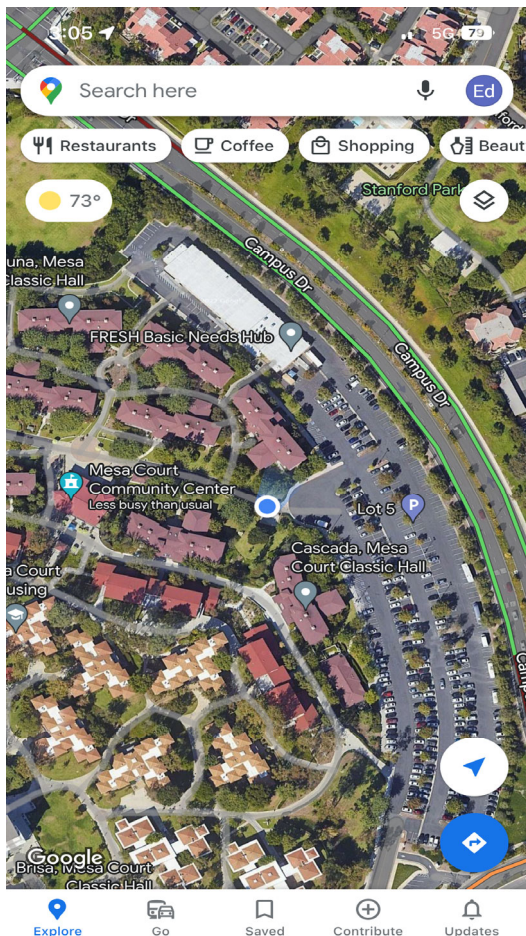 3:05
5G 79
Search here
Ed
Restaurants
Coffee
Shopping
Beaut
73°
Stanford Park
una, Mesa
Classic Hall
Campus Dr
FRESH Basic Needs Hub
Campus Dr
Mesa Court
Community Center
Less busy than usual
Lot 5
P
Cascada, Mesa
Court Classic Hall
a Court
using
Google
Brisa, Mesa Court
Classic Hall
Explore
Go
Saved
Contribute
Updates